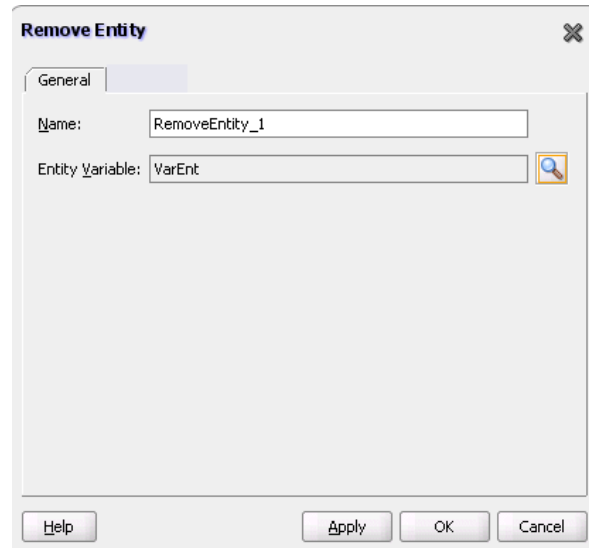 Remove Entity
General
Name: RemoveEntity_1
Entity Variable: VarEnt
Help Apply OK Cancel